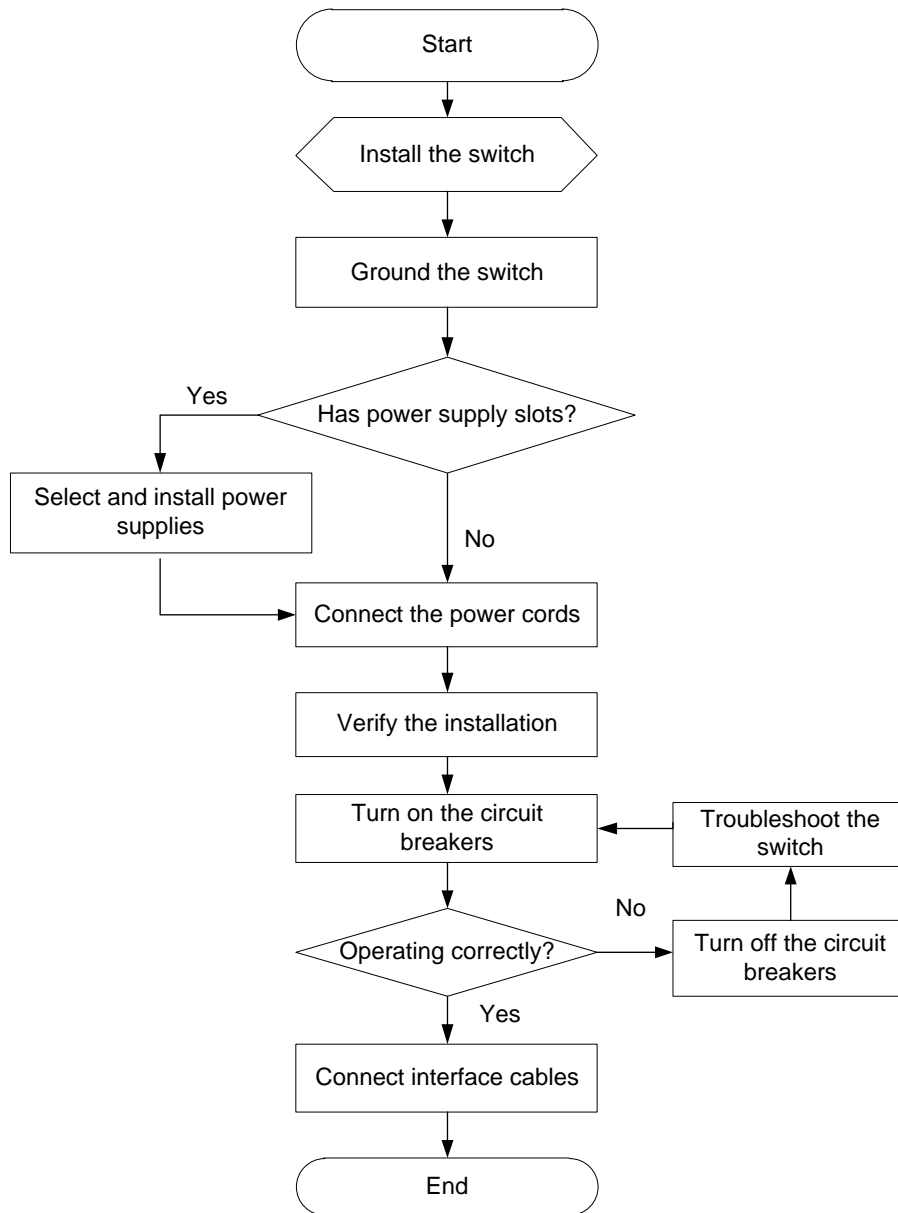 Start
Install the switch
Ground the switch
Has power supply slots?
Yes
Select and install power
supplies
No
Connect the power cords
Verify the installation
Turn on the circuit
breakers
Troubleshoot the
switch
Operating correctly?
No
Turn off the circuit
breakers
Yes
Connect interface cables
End